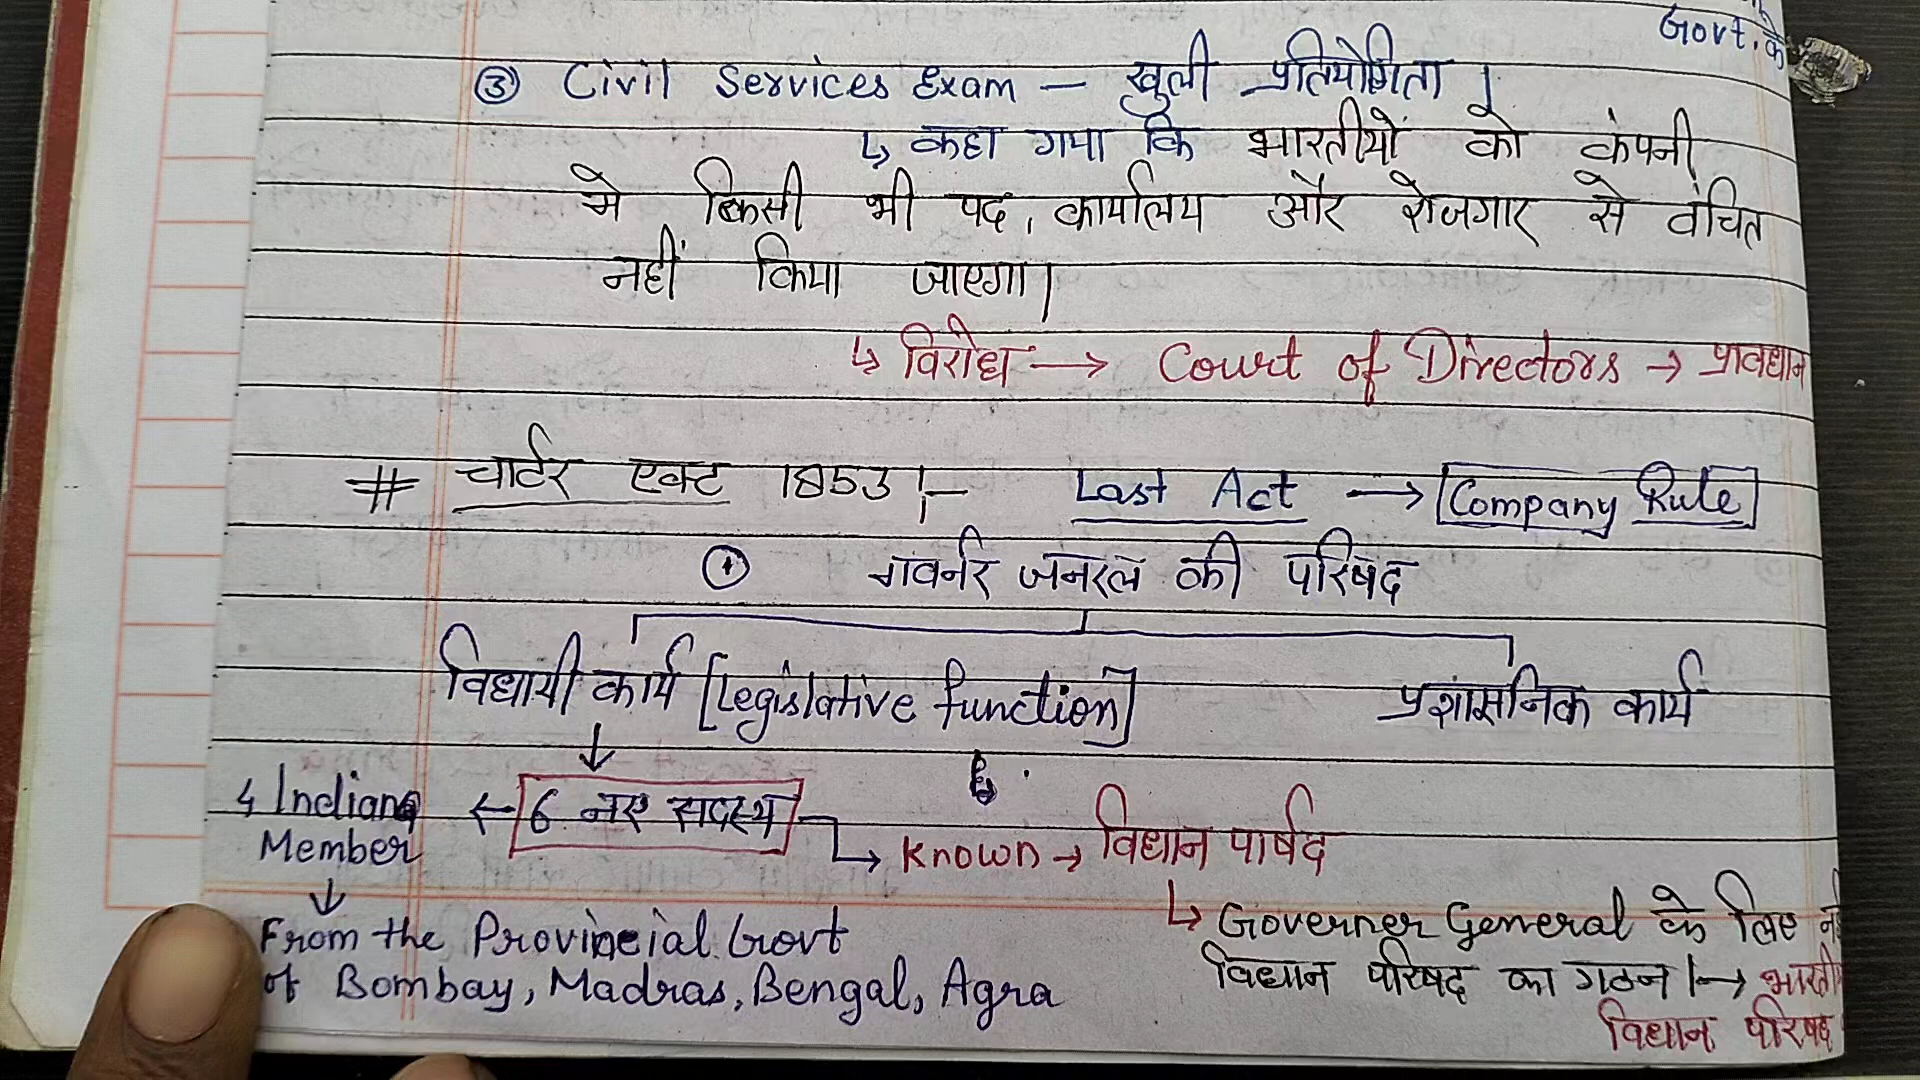 Govt. के
③ Civil Services Exam — खुली प्रतियोगिता।
↳ कहा गया कि भारतीयों को कंपनी
मे किसी भी पद, कार्यालय और रोजगार से वंचित
नहीं किया जाएगा।
↳ विरोध → Court of Directors → प्रावधान
# चार्टर एक्ट 1853 :- Last Act → Company Rule
① गवर्नर जनरल की परिषद
विधायी कार्य [Legislative function] प्रशासनिक कार्य
↓
4 Indian ← 6 नए सदस्य
Member → Known → विधान पार्षद
↓
↳ Governer General के लिए
From the Provincial Govt
विधान परिषद का गठन।→
of Bombay, Madras, Bengal, Agra
विधान परिषद